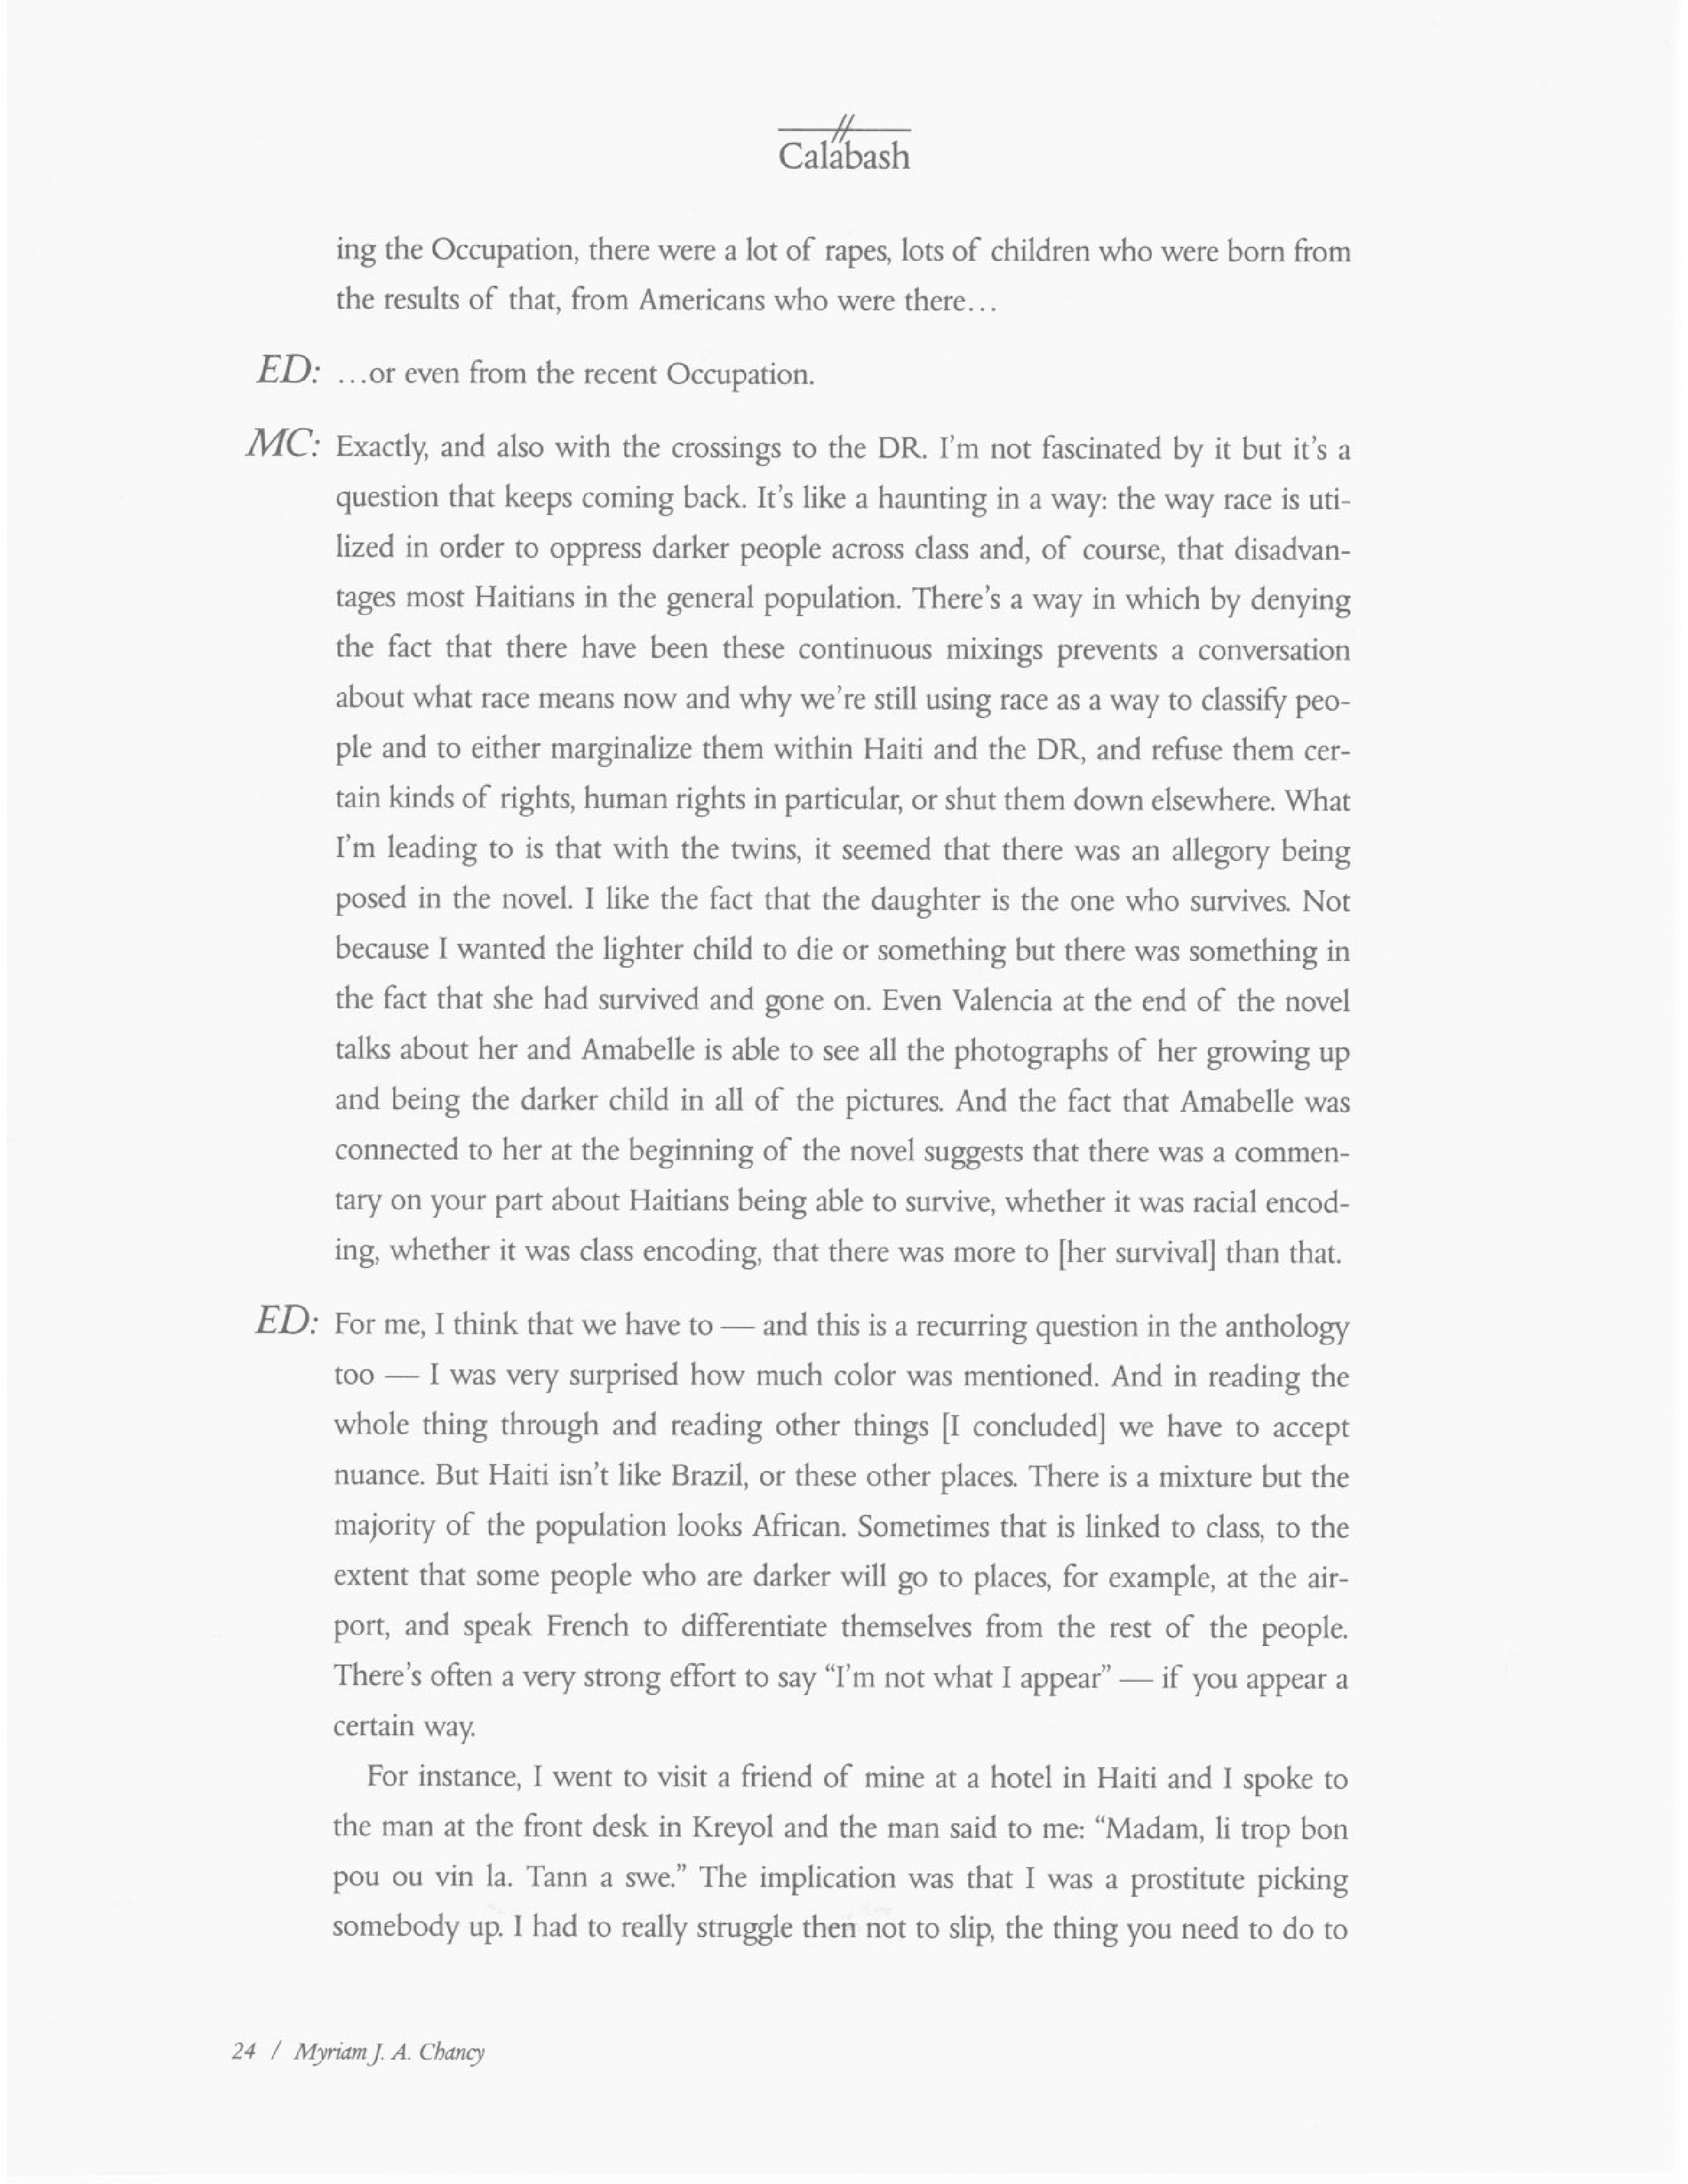 Calabash
ing the Occupation, there were a lot of rapes, lots of children who were born from
the results of that, from Americans who were there...
ED: ...or even from the recent Occupation.
MC: Exactly, and also with the crossings to the DR. I'm not fascinated by it but it's a
question that keeps coming back. It's like a haunting in a way: the way race is uti-
lized in order to oppress darker people across class and, of course, that disadvan-
tages most Haitians in the general population. There's a way in which by denying
the fact that there have been these continuous mixings prevents a conversation
about what race means now and why we're still using race as a way to classify peo-
ple and to either marginalize them within Haiti and the DR, and refuse them cer-
tain kinds of rights, human rights in particular, or shut them down elsewhere. What
I'm leading to is that with the twins, it seemed that there was an allegory being
posed in the novel. I like the fact that the daughter is the one who survives. Not
because I wanted the lighter child to die or something but there was something in
the fact that she had survived and gone on. Even Valencia at the end of the novel
talks about her and Amabelle is able to see all the photographs of her growing up
and being the darker child in all of the pictures. And the fact that Amabelle was
connected to her at the beginning of the novel suggests that there was a commen-
tary on your part about Haitians being able to survive, whether it was racial encod-
ing, whether it was class encoding, that there was more to [her survival] than that.
ED: For me, I think that we have to — and this is a recurring question in the anthology
too — I was very surprised how much color was mentioned. And in reading the
whole thing through and reading other things [I concluded] we have to accept
nuance. But Haiti isn't like Brazil, or these other places. There is a mixture but the
majority of the population looks African. Sometimes that is linked to class, to the
extent that some people who are darker will go to places, for example, at the air-
port, and speak French to differentiate themselves from the rest of the people.
There's often a very strong effort to say “I'm not what I appear” — if you appear a
certain way.
For instance, I went to visit a friend of mine at a hotel in Haiti and I spoke to
the man at the front desk in Kreyol and the man said to me: “Madam, li trop bon
pou ou vin la. Tann a swe.” The implication was that I was a prostitute picking
somebody up. I had to really struggle then not to slip, the thing you need to do to
24 / Myriam J. A. Chancy